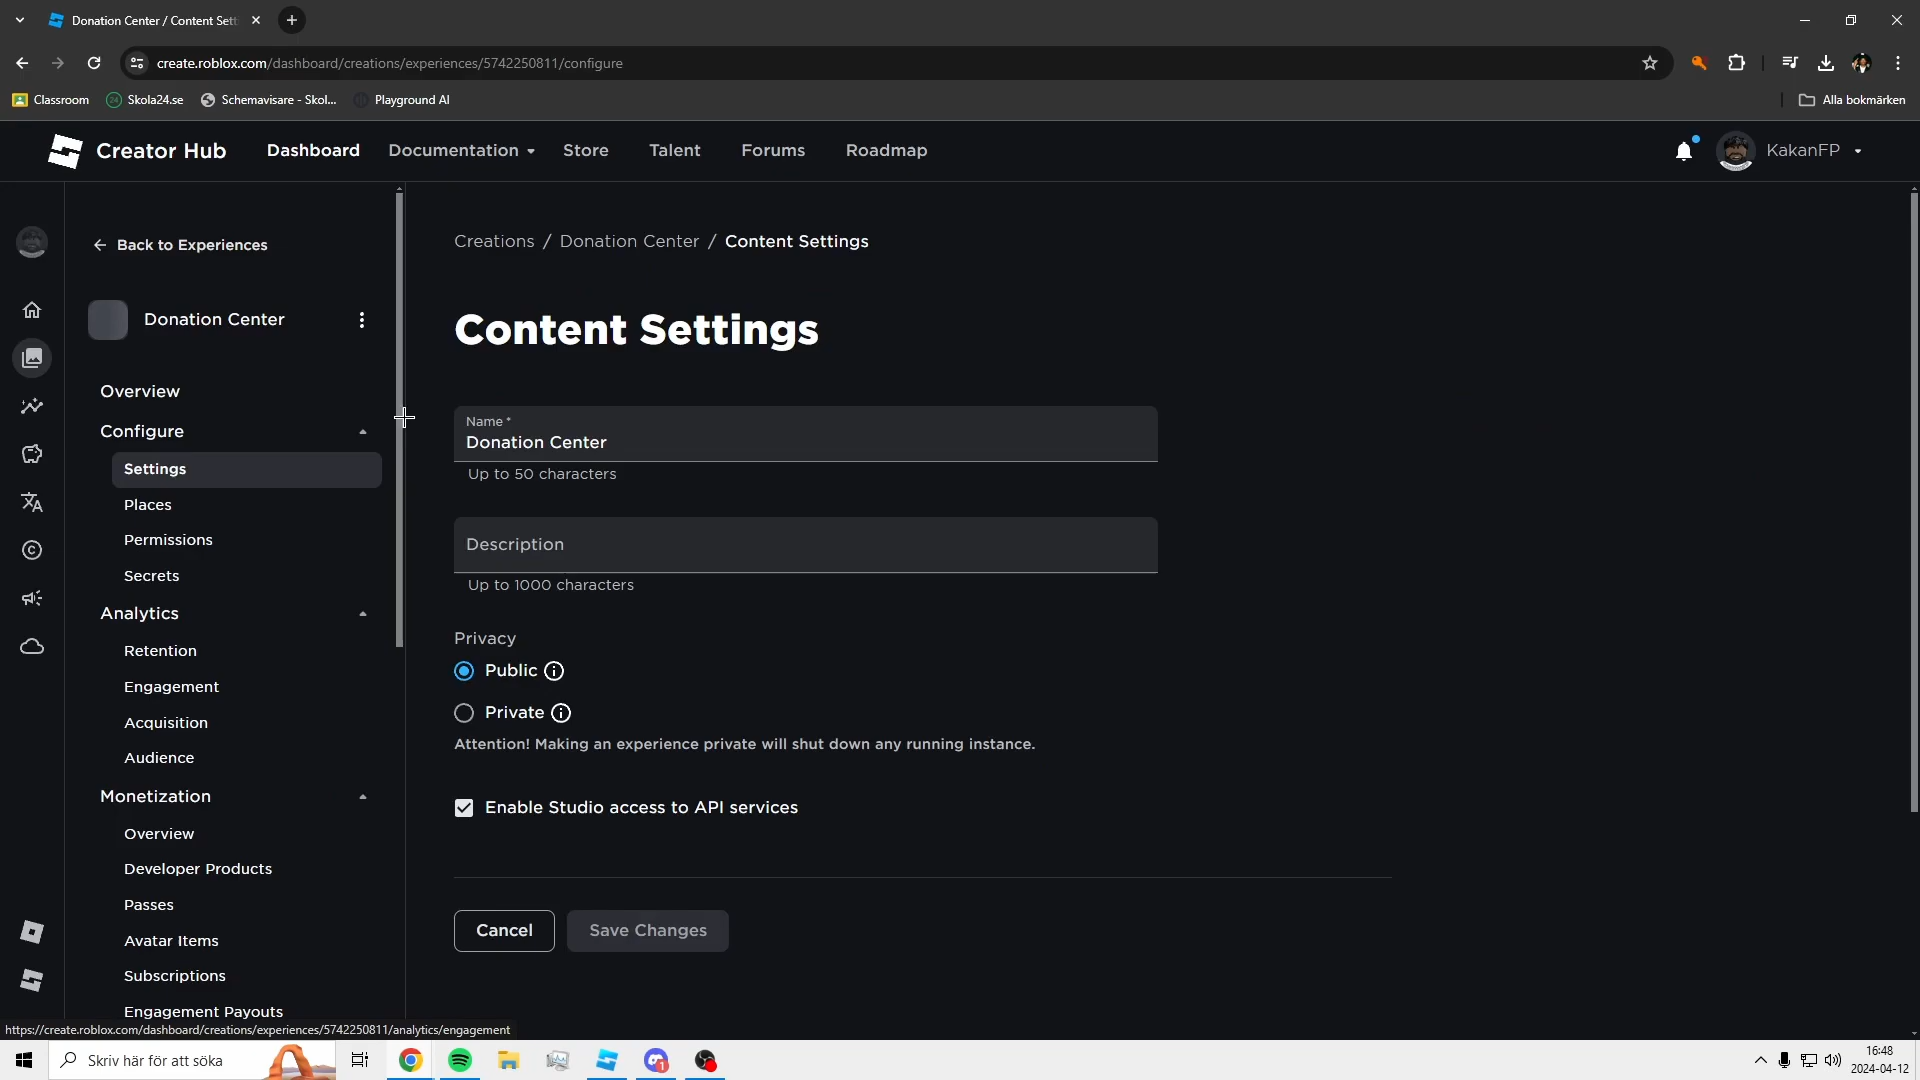 Donation Center / Content Sett
create.roblox.com/dashboard/creations/experiences/5742250811/configure
Classroom
Skola24.se
Schemavisare - Skol...
Playground AI
Alla bokmärken
Creator Hub
Dashboard
Documentation
Store
Talent
Forums
Roadmap
KakanFP
Back to Experiences
Donation Center
Overview
Configure
Settings
Places
Permissions
Secrets
Analytics
Retention
Engagement
Acquisition
Audience
Monetization
Overview
Developer Products
Passes
Avatar Items
Subscriptions
Engagement Payouts
Creations / Donation Center / Content Settings
Content Settings
Name *
Donation Center
Up to 50 characters
Description
Up to 1000 characters
Privacy
Public
Private
Attention! Making an experience private will shut down any running instance.
Enable Studio access to API services
Cancel
Save Changes
https://create.roblox.com/dashboard/creations/experiences/5742250811/analytics/engagement
Skriv här för att söka
1
16:48
2024-04-12